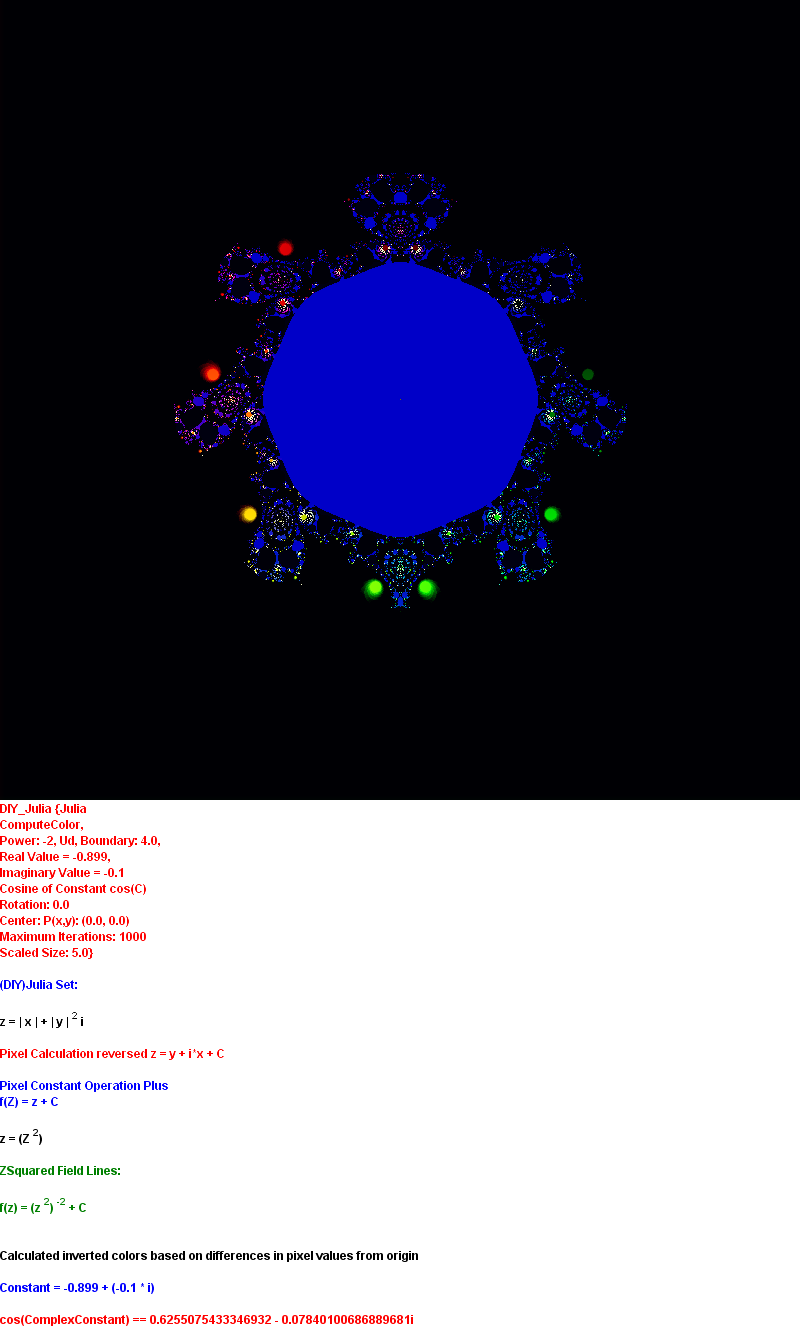 DIY_Julia {Julia
ComputeColor,
Power: -2, Ud, Boundary: 4.0,
Real Value = -0.899,
Imaginary Value = -0.1
Cosine of Constant cos(C)
Rotation: 0.0
Center: P(x,y): (0.0, 0.0)
Maximum Iterations: 1000
Scaled Size: 5.0}
(DIY)Julia Set:
z = | x | + | y | 2 i
Pixel Calculation reversed z = y + i*x + C
Pixel Constant Operation Plus
f(Z) = z + C
z = (Z 2)
ZSquared Field Lines:
f(z) = (z 2) -2 + C
Calculated inverted colors based on differences in pixel values from origin
Constant = -0.899 + (-0.1 * i)
cos(ComplexConstant) == 0.6255075433346932 - 0.07840100686889681i